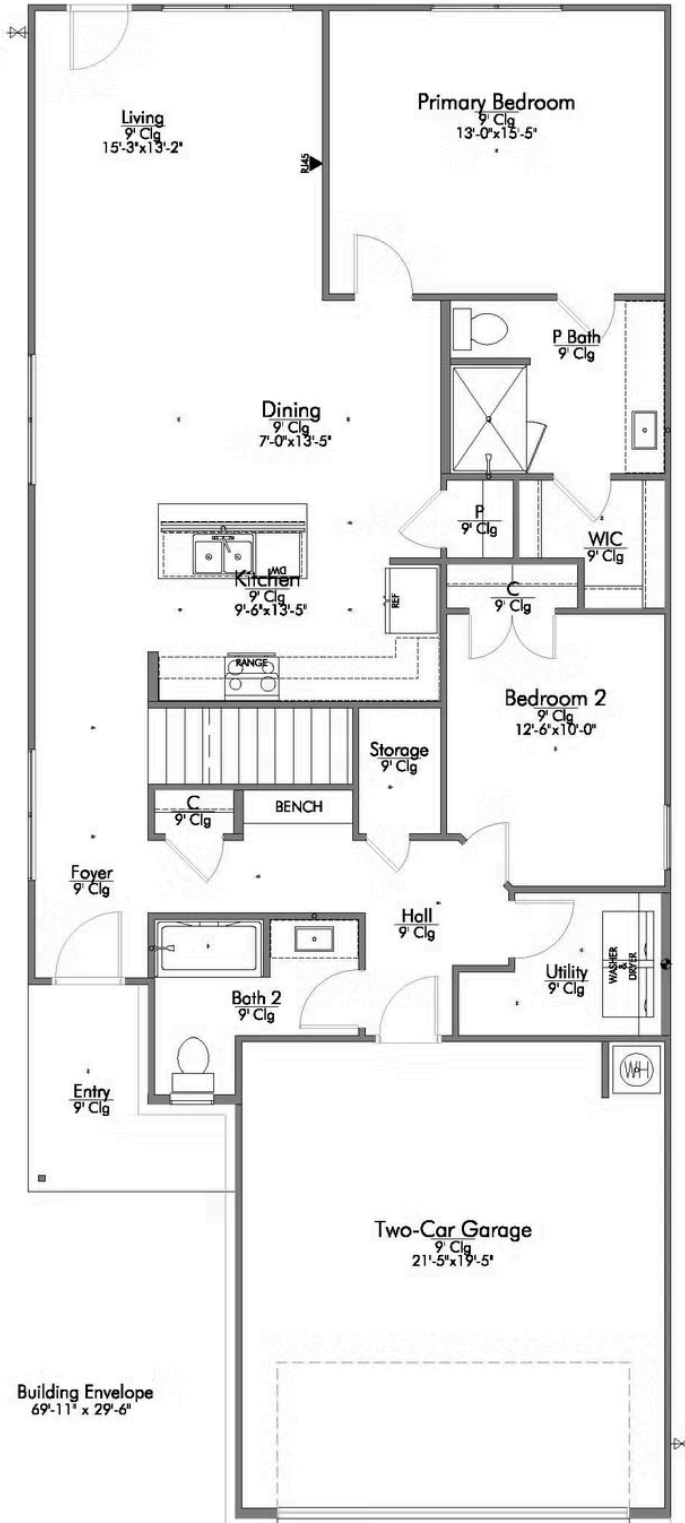 Living
9' Clg
15'-3"x13'-2"
RJ45
Primary Bedroom
9' Clg
13'-0"x15'-5"
P Bath
9' Clg
Dining
9' Clg
7'-0"x13'-5"
P
9' Clg
WIC
9' Clg
DW
Kitchen
9' Clg
9'-6"x13'-5"
REF
C
9' Clg
RANGE
Bedroom 2
9' Clg
12'-6"x10'-0"
Storage
9' Clg
C
9' Clg
BENCH
Foyer
9' Clg
Hall
9' Clg
Utility
9' Clg
WASHER
&
DRYER
Bath 2
9' Clg
WH
Entry
9' Clg
Two-Car Garage
9' Clg
21'-5"x19'-5"
Building Envelope
69'-11" x 29'-6"